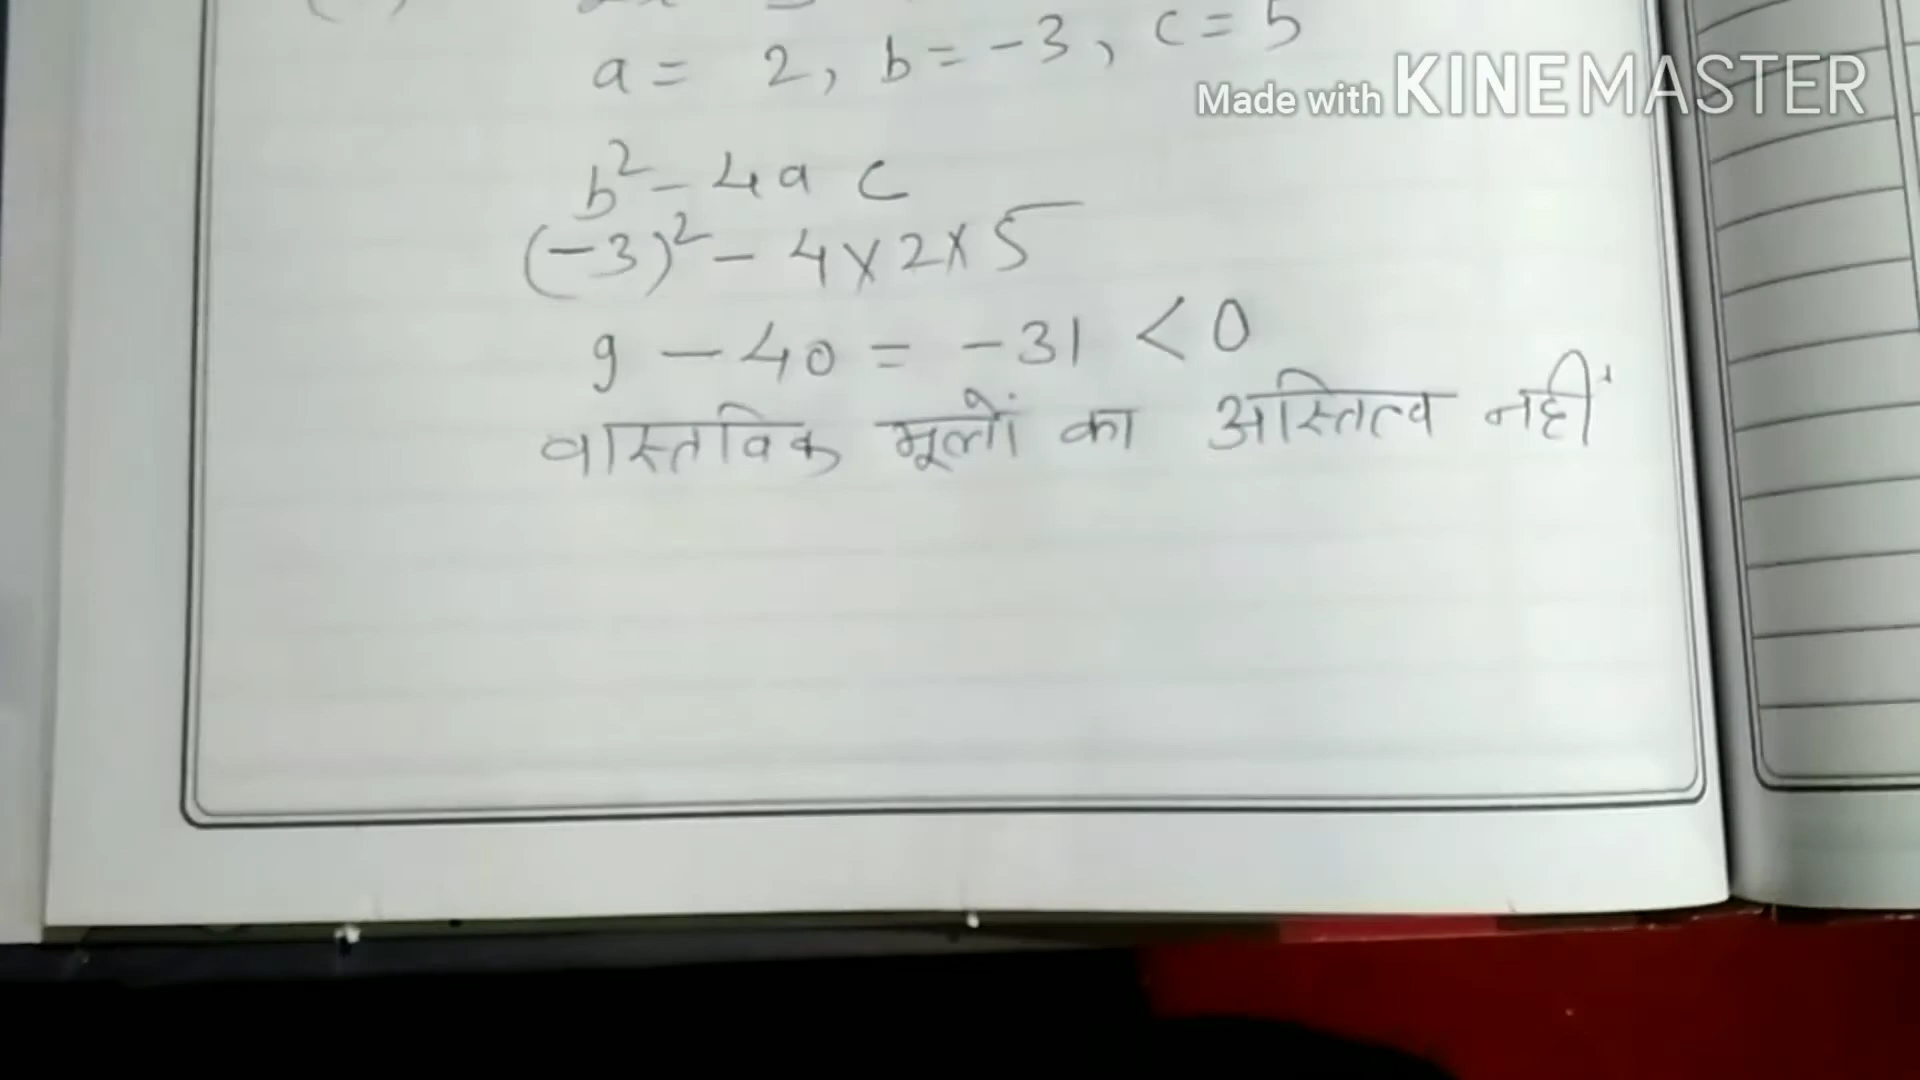 a = 2, b = -3, c = 5
Made with KINEMASTER
b² - 4ac
(-3)² - 4×2×5
9 - 40 = -31 < 0
वास्तविक मूलों का अस्तित्व नहीं